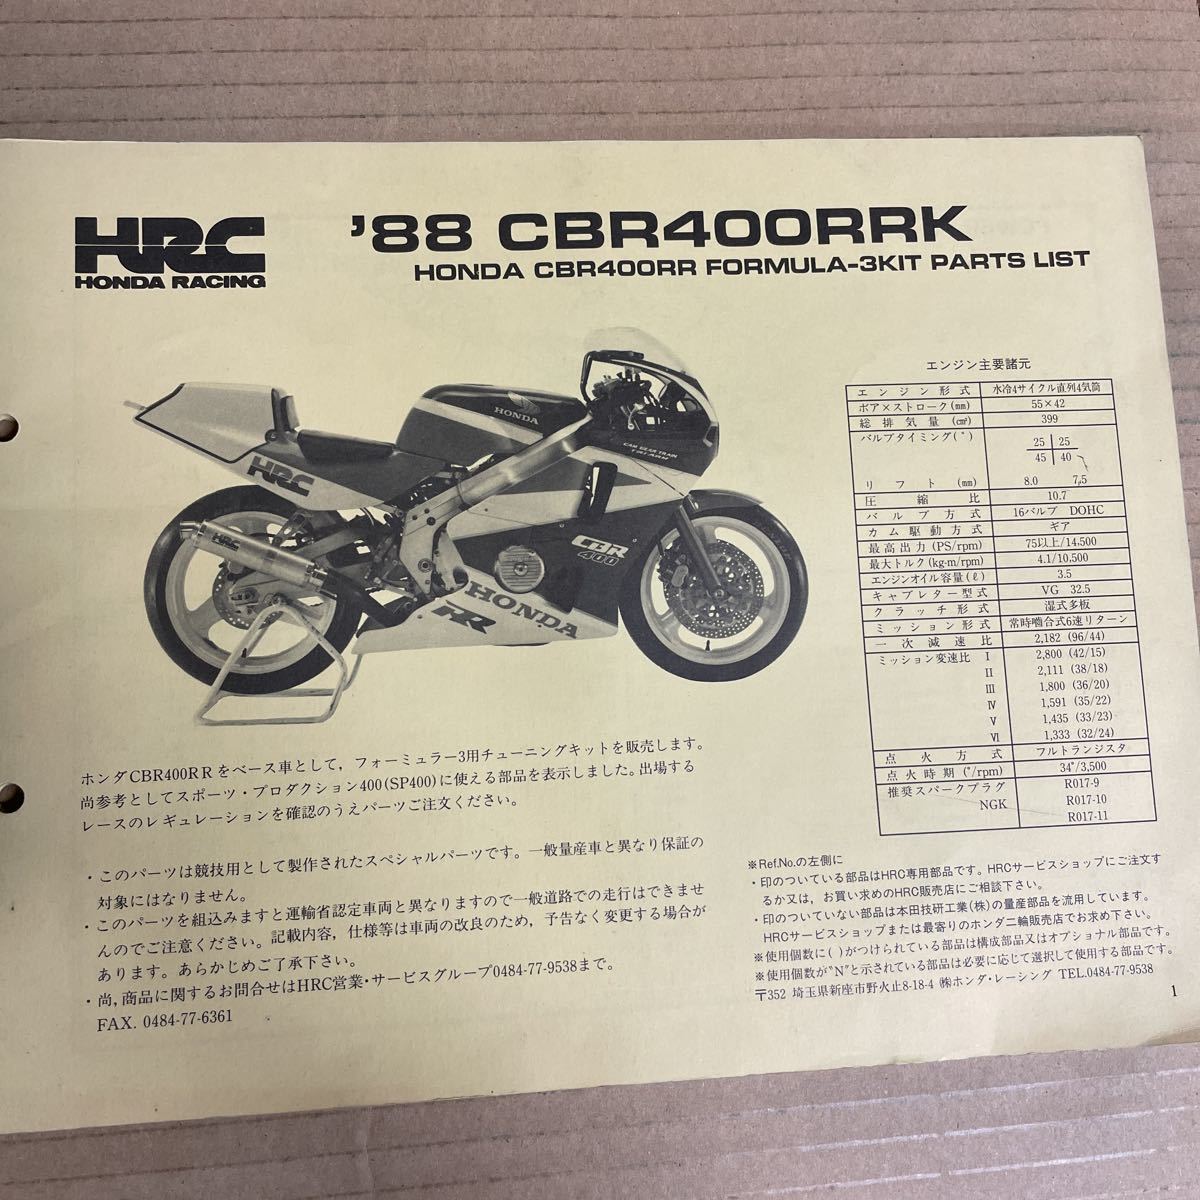 HRC
HONDA RACING
'88 CBR400RRK
HONDA CBR400RR FORMULA-3KIT PARTS LIST
HONDA
CAM GEAR TRAIN
HRC
HRC
CBR
400
HONDA
RR
エンジン主要諸元
エンジン形式 水冷4サイクル直列4気筒
ボア×ストローク(mm) 55×42
総排気量(cm³) 399
バルブタイミング(°) 25 25
45 40
リフト(mm) 8.0 7.5
圧縮比 10.7
バルブ方式 16バルブ DOHC
カム駆動方式 ギア
最高出力(PS/rpm) 75以上/14,500
最大トルク(kg-m/rpm) 4.1/10,500
エンジンオイル容量(ℓ) 3.5
キャブレター型式 VG 32.5
クラッチ形式 湿式多板
ミッション形式 常時噛合式6速リターン
一次減速比 2,182 (96/44)
ミッション変速比 I 2,800 (42/15)
II 2,111 (38/18)
III 1,800 (36/20)
IV 1,591 (35/22)
V 1,435 (33/23)
VI 1,333 (32/24)
点火方式 フルトランジスタ
点火時期(°/rpm) 34°/3,500
推奨スパークプラグ R017-9
NGK R017-10
R017-11
ホンダCBR400RRをベース車として，フォーミュラー3用チューニングキットを販売します。
尚参考としてスポーツ・プロダクション400(SP400)に使える部品を表示しました。出場する
レースのレギュレーションを確認のうえパーツご注文ください。
・このパーツは競技用として製作されたスペシャルパーツです。一般量産車と異なり保証の
対象にはなりません。
・このパーツを組込みますと運輸省認定車両と異なりますので一般道路での走行はできませ
んのでご注意ください。記載内容，仕様等は車両の改良のため，予告なく変更する場合が
あります。あらかじめご了承下さい。
・尚，商品に関するお問合せはHRC営業・サービスグループ0484-77-9538まで。
FAX. 0484-77-6361
※Ref.No.の左側に
・印のついている部品はHRC専用部品です。HRCサービスショップにご注文す
るか又は，お買い求めのHRC販売店にご相談下さい。
・印のついていない部品は本田技研工業(株)の量産部品を流用しています。
HRCサービスショップまたは最寄りのホンダ二輪販売店でお求め下さい。
※使用個数に( )がつけられている部品は構成部品又はオプショナル部品です。
※使用個数が"N"と示されている部品は必要に応じて選択して使用する部品です。
〒352 埼玉県新座市野火止8-18-4 ㈱ホンダ・レーシング TEL.0484-77-9538
1